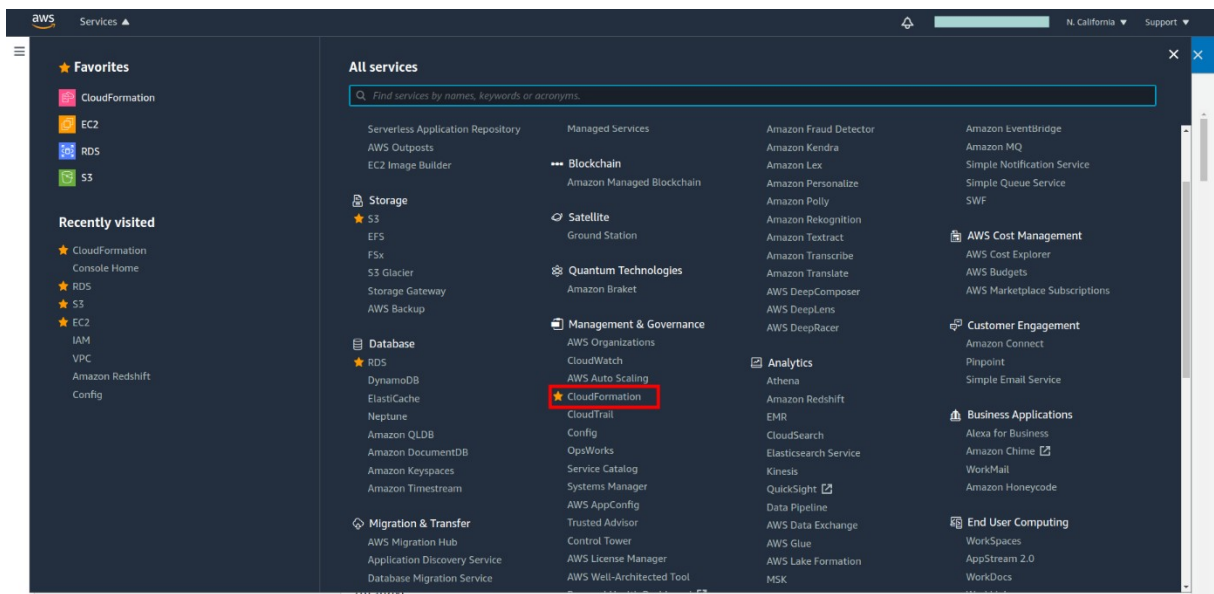 aws
Services ▲
N. California ▼
Support ▼
Favorites
CloudFormation
EC2
RDS
S3
Recently visited
CloudFormation
Console Home
RDS
S3
EC2
IAM
VPC
Amazon Redshift
Config
All services
Find services by names, keywords or acronyms.
Serverless Application Repository
AWS Outposts
EC2 Image Builder
Storage
S3
EFS
FSx
S3 Glacier
Storage Gateway
AWS Backup
Database
RDS
DynamoDB
ElastiCache
Neptune
Amazon QLDB
Amazon DocumentDB
Amazon Keyspaces
Amazon Timestream
Migration & Transfer
AWS Migration Hub
Application Discovery Service
Database Migration Service
Managed Services
Blockchain
Amazon Managed Blockchain
Satellite
Ground Station
Quantum Technologies
Amazon Braket
Management & Governance
AWS Organizations
CloudWatch
AWS Auto Scaling
CloudFormation
CloudTrail
Config
OpsWorks
Service Catalog
Systems Manager
AWS AppConfig
Trusted Advisor
Control Tower
AWS License Manager
AWS Well-Architected Tool
Amazon Fraud Detector
Amazon Kendra
Amazon Lex
Amazon Personalize
Amazon Polly
Amazon Rekognition
Amazon Textract
Amazon Transcribe
Amazon Translate
AWS DeepComposer
AWS DeepLens
AWS DeepRacer
Analytics
Athena
Amazon Redshift
EMR
CloudSearch
Elasticsearch Service
Kinesis
QuickSight
Data Pipeline
AWS Data Exchange
AWS Glue
AWS Lake Formation
MSK
Amazon EventBridge
Amazon MQ
Simple Notification Service
Simple Queue Service
SWF
AWS Cost Management
AWS Cost Explorer
AWS Budgets
AWS Marketplace Subscriptions
Customer Engagement
Amazon Connect
Pinpoint
Simple Email Service
Business Applications
Alexa for Business
Amazon Chime
WorkMail
Amazon Honeycode
End User Computing
WorkSpaces
AppStream 2.0
WorkDocs